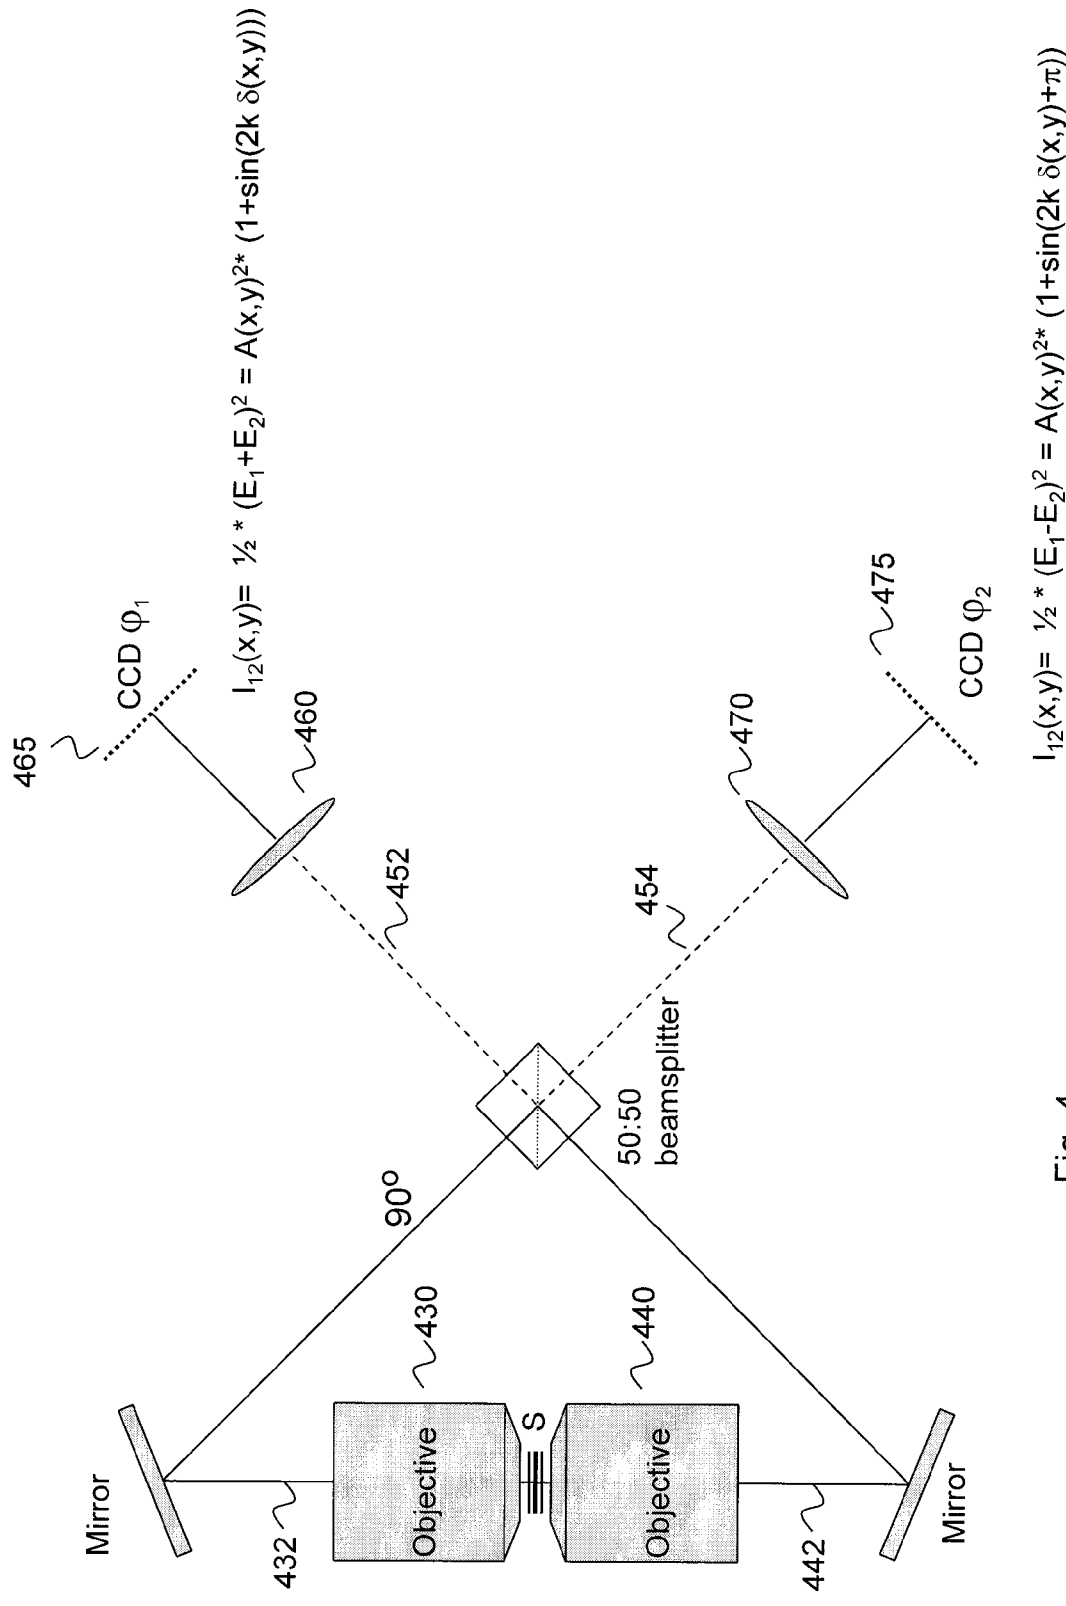 465
CCD φ₁
I₁₂(x,y)= ½ * (E₁+E₂)² = A(x,y)²* (1+sin(2k δ(x,y)))
460
452
Mirror
432
90º
Objective
430
S
Objective
440
442
Mirror
50:50
beamsplitter
454
470
475
CCD φ₂
I₁₂(x,y)= ½ * (E₁-E₂)² = A(x,y)²* (1+sin(2k δ(x,y)+π))